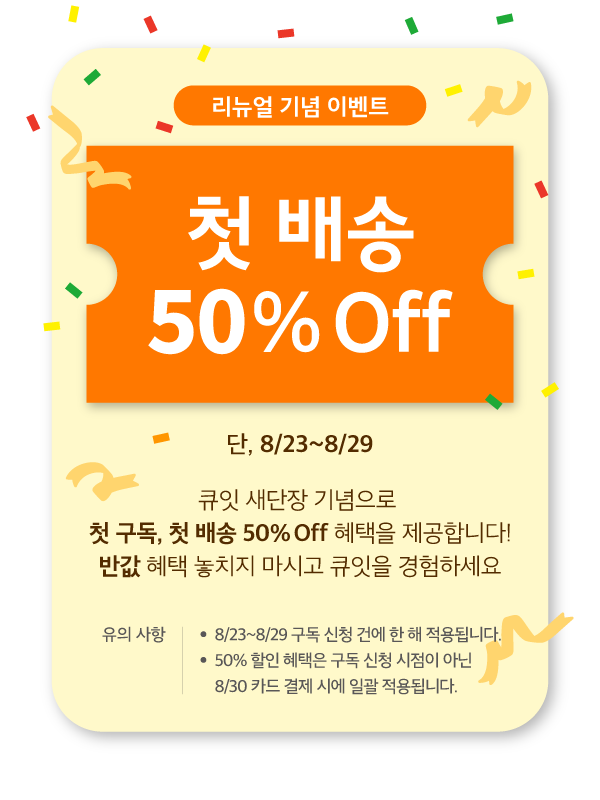 리뉴얼 기념 이벤트
첫 배송
50% Off
단, 8/23~8/29
큐잇 새단장 기념으로
첫 구독, 첫 배송 50% Off 혜택을 제공합니다!
반값 혜택 놓치지 마시고 큐잇을 경험하세요
유의 사항
• 8/23~8/29 구독 신청 건에 한 해 적용됩니다.
• 50% 할인 혜택은 구독 신청 시점이 아닌
8/30 카드 결제 시에 일괄 적용됩니다.